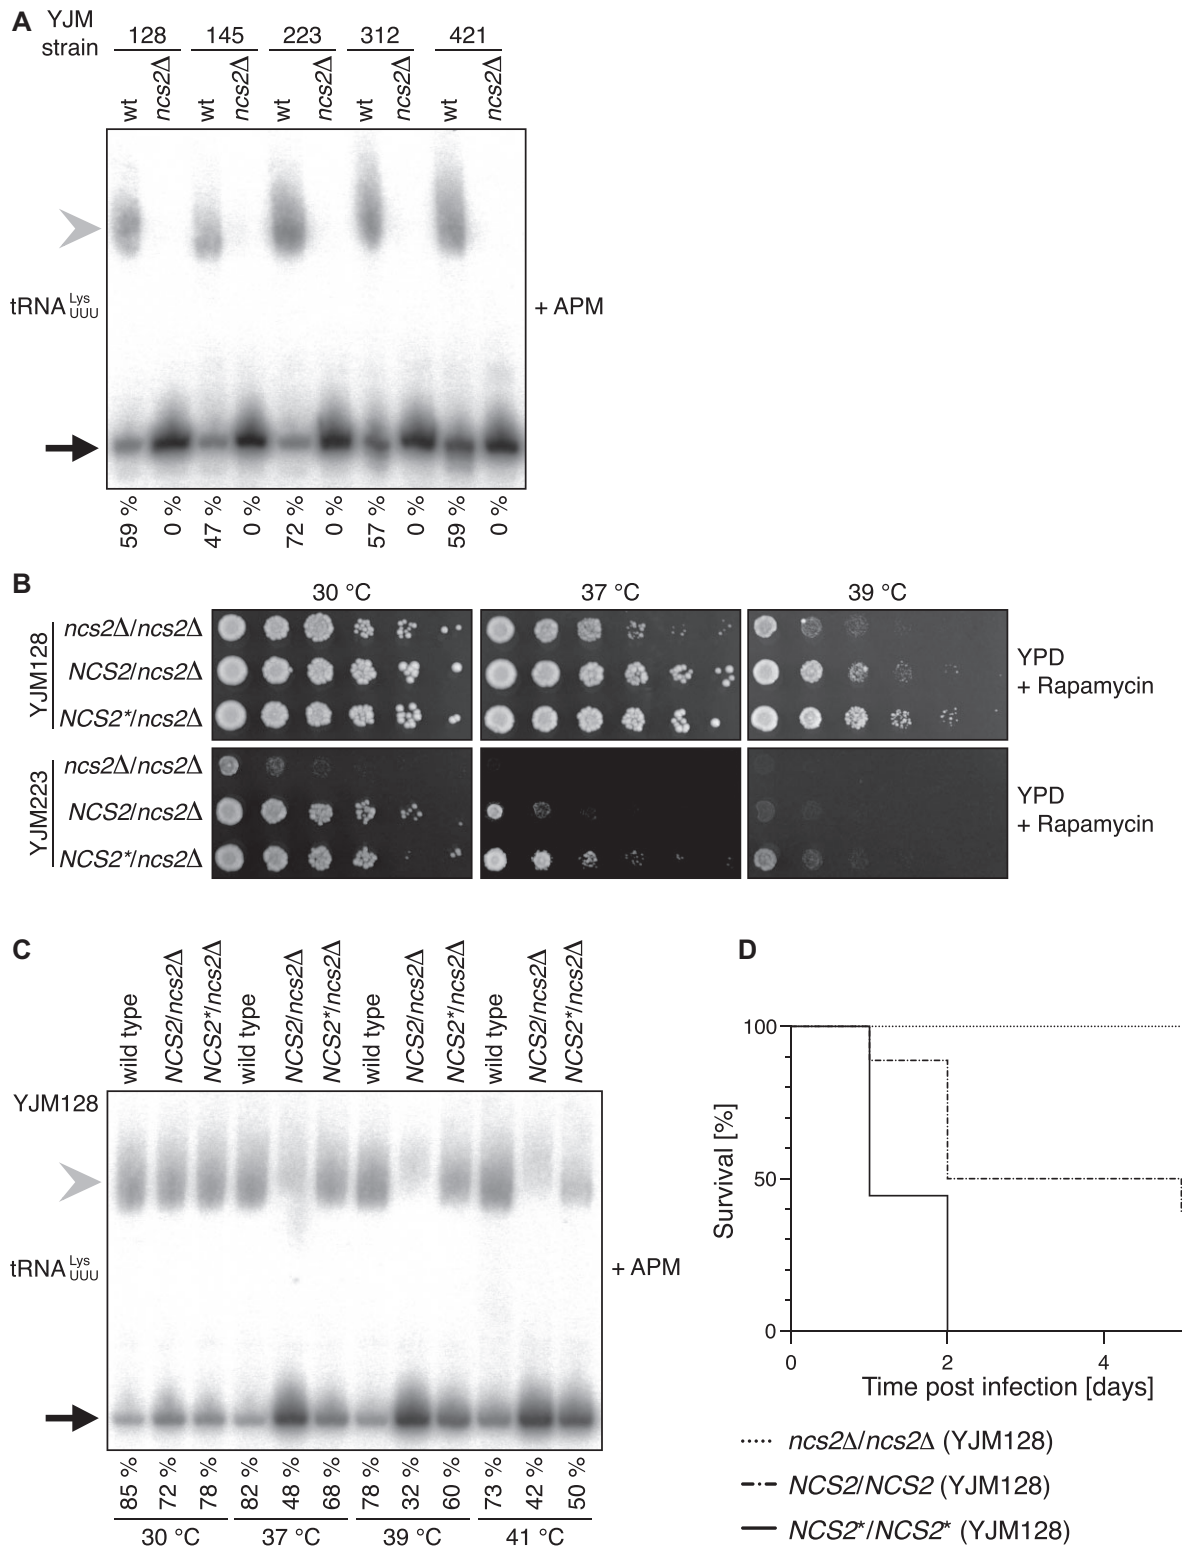 A
YJM strain
128 145 223 312 421
wt ncs2Δ wt ncs2Δ wt ncs2Δ wt ncs2Δ wt ncs2Δ
tRNA Lys UUU
+ APM
59 % 0 % 47 % 0 % 72 % 0 % 57 % 0 % 59 % 0 %
B
30 °C 37 °C 39 °C
YJM128
ncs2Δ/ncs2Δ
NCS2/ncs2Δ
NCS2*/ncs2Δ
YPD
+ Rapamycin
YJM223
ncs2Δ/ncs2Δ
NCS2/ncs2Δ
NCS2*/ncs2Δ
YPD
+ Rapamycin
C
wild type NCS2/ncs2Δ NCS2*/ncs2Δ wild type NCS2/ncs2Δ NCS2*/ncs2Δ wild type NCS2/ncs2Δ NCS2*/ncs2Δ wild type NCS2/ncs2Δ NCS2*/ncs2Δ
YJM128
tRNA Lys UUU
+ APM
85 % 72 % 78 % 82 % 48 % 68 % 78 % 32 % 60 % 73 % 42 % 50 %
30 °C 37 °C 39 °C 41 °C
D
Survival [%]
100
50
0
0 2 4
Time post infection [days]
ncs2Δ/ncs2Δ (YJM128)
NCS2/NCS2 (YJM128)
NCS2*/NCS2* (YJM128)